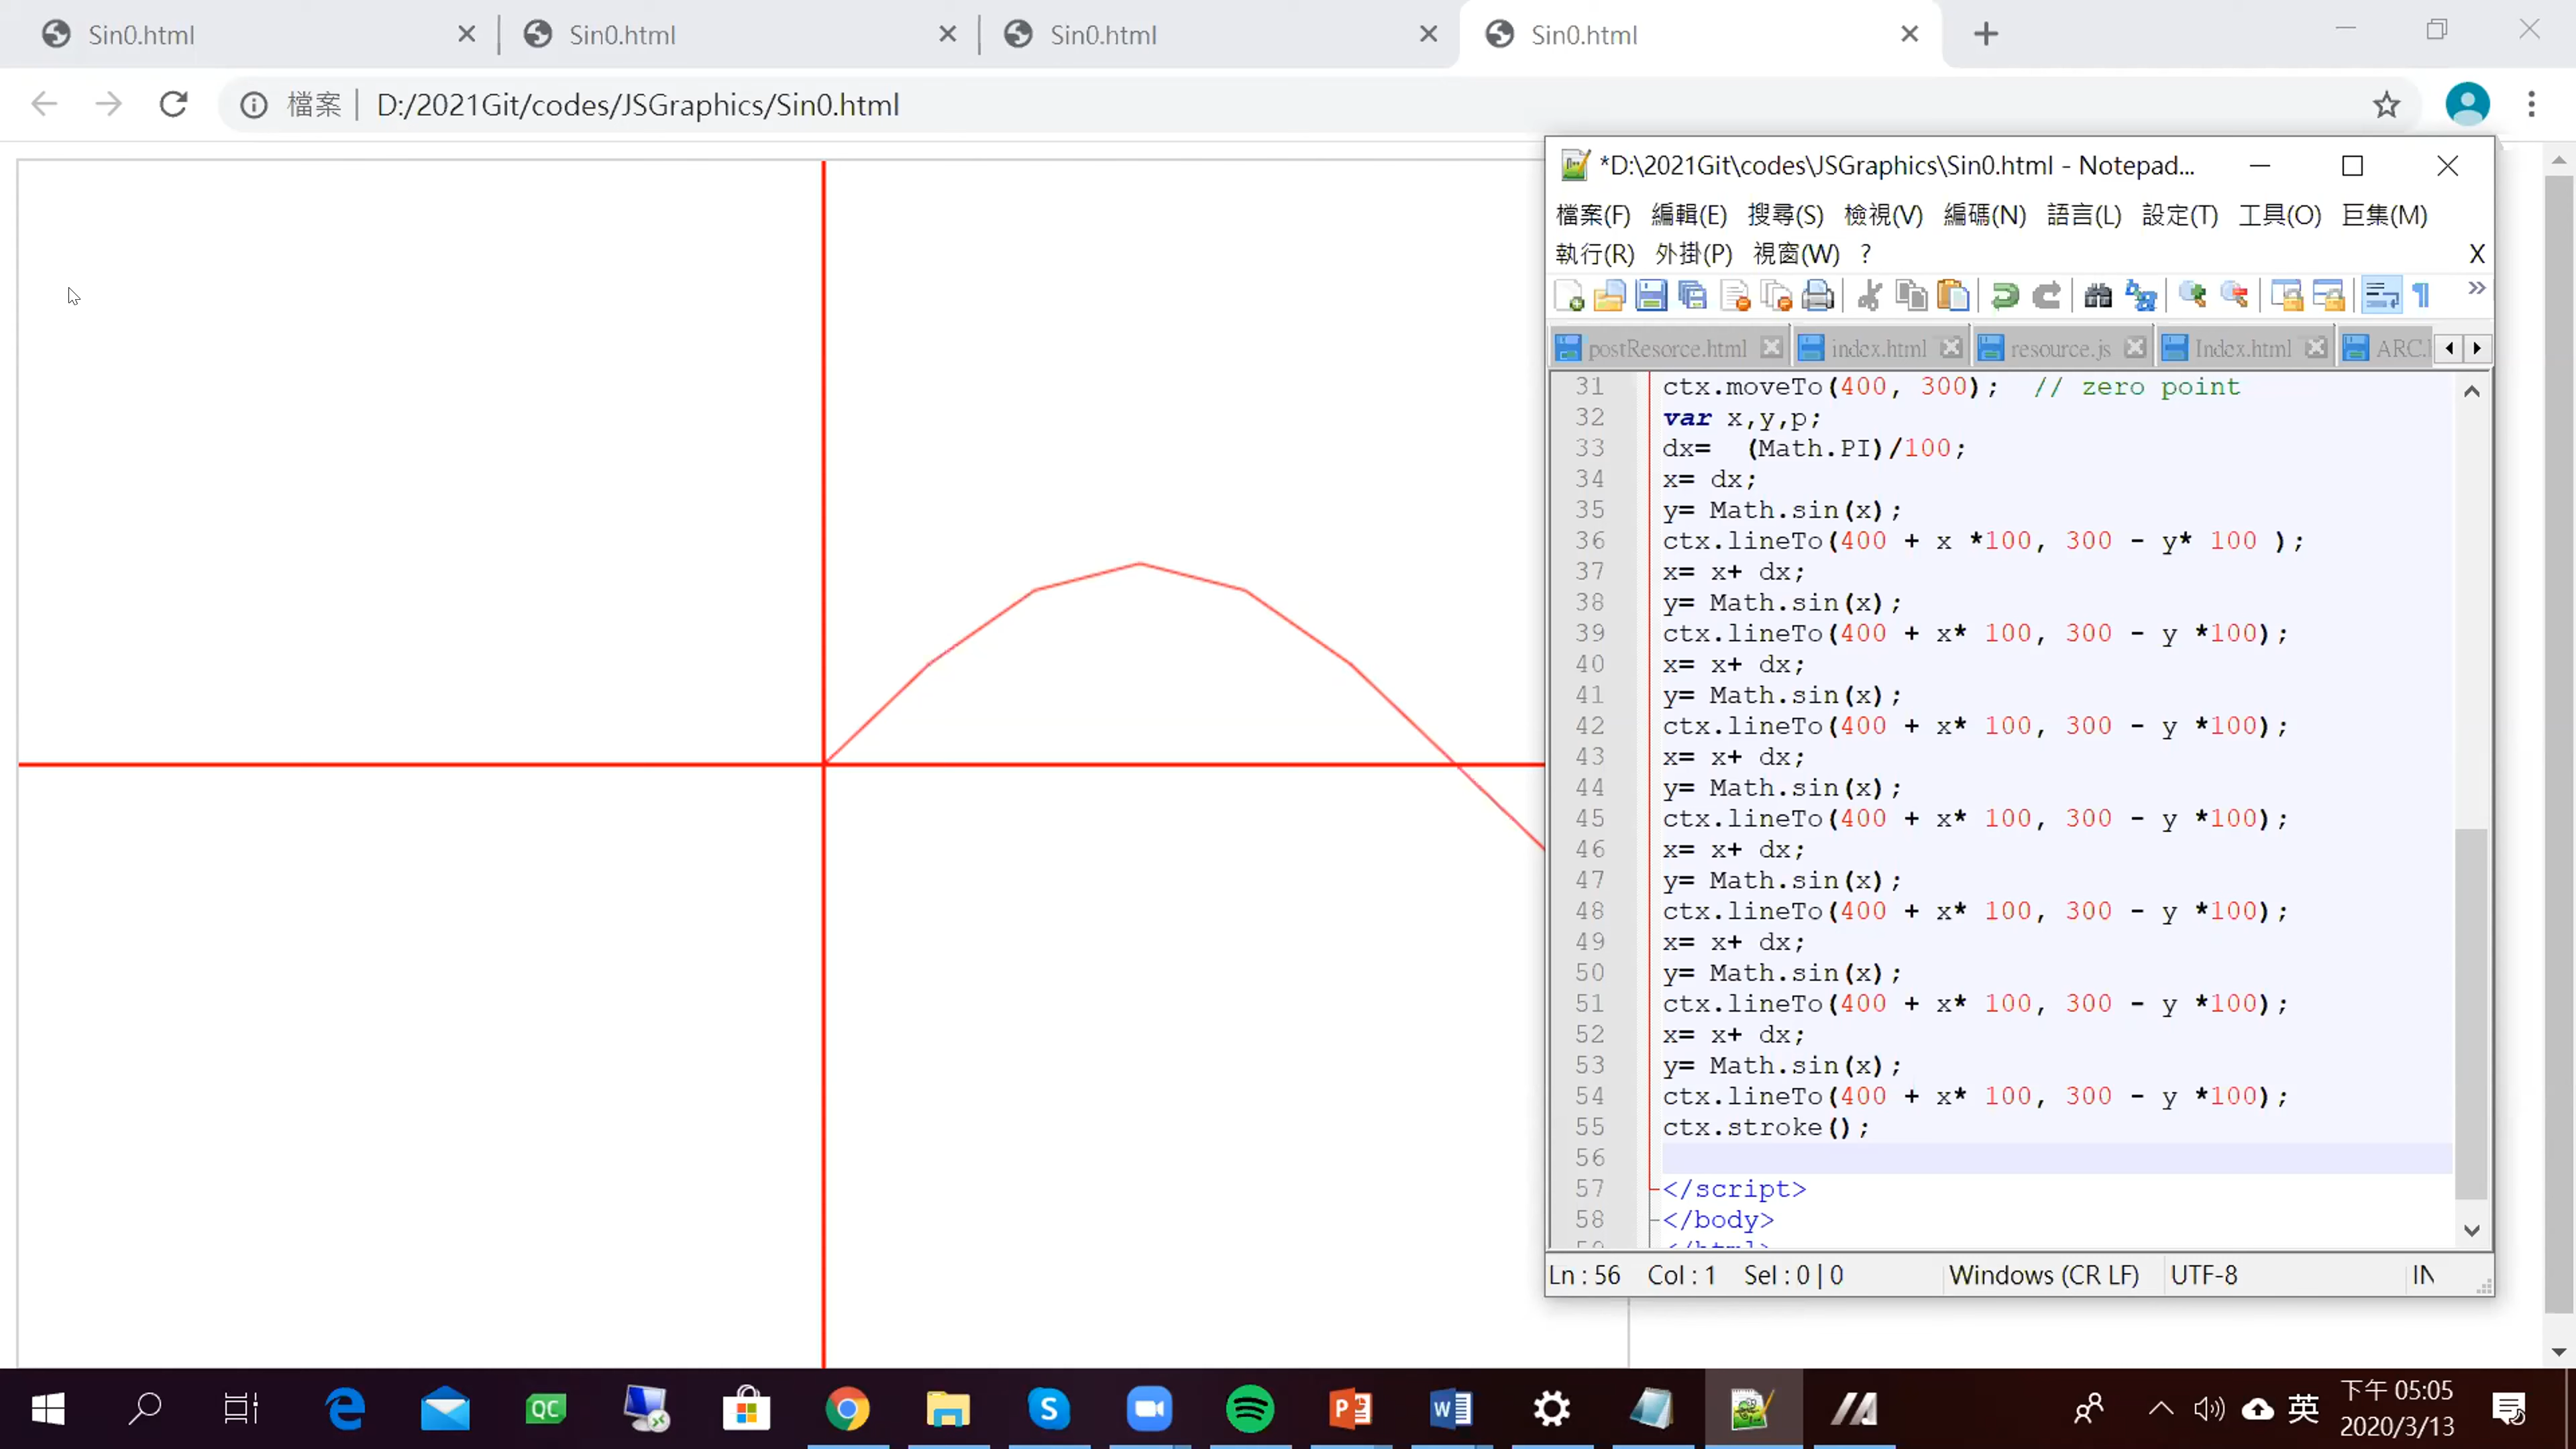 Sin0.html
Sin0.html
Sin0.html
Sin0.html
檔案 D:/2021Git/codes/JSGraphics/Sin0.html
*D:\2021Git\codes\JSGraphics\Sin0.html - Notepad...
檔案(F) 編輯(E) 搜尋(S) 檢視(V) 編碼(N) 語言(L) 設定(T) 工具(O) 巨集(M)
執行(R) 外掛(P) 視窗(W) ? X
postResorce.html index.html resource.js Index.html ARC.
31 ctx.moveTo(400, 300); // zero point
32 var x,y,p;
33 dx= (Math.PI)/100;
34 x= dx;
35 y= Math.sin(x);
36 ctx.lineTo(400 + x *100, 300 - y* 100 );
37 x= x+ dx;
38 y= Math.sin(x);
39 ctx.lineTo(400 + x* 100, 300 - y *100);
40 x= x+ dx;
41 y= Math.sin(x);
42 ctx.lineTo(400 + x* 100, 300 - y *100);
43 x= x+ dx;
44 y= Math.sin(x);
45 ctx.lineTo(400 + x* 100, 300 - y *100);
46 x= x+ dx;
47 y= Math.sin(x);
48 ctx.lineTo(400 + x* 100, 300 - y *100);
49 x= x+ dx;
50 y= Math.sin(x);
51 ctx.lineTo(400 + x* 100, 300 - y *100);
52 x= x+ dx;
53 y= Math.sin(x);
54 ctx.lineTo(400 + x* 100, 300 - y *100);
55 ctx.stroke();
56
57 </script>
58 </body>
Ln : 56 Col : 1 Sel : 0 | 0 Windows (CR LF) UTF-8 IN
QC
英
下午 05:05
2020/3/13